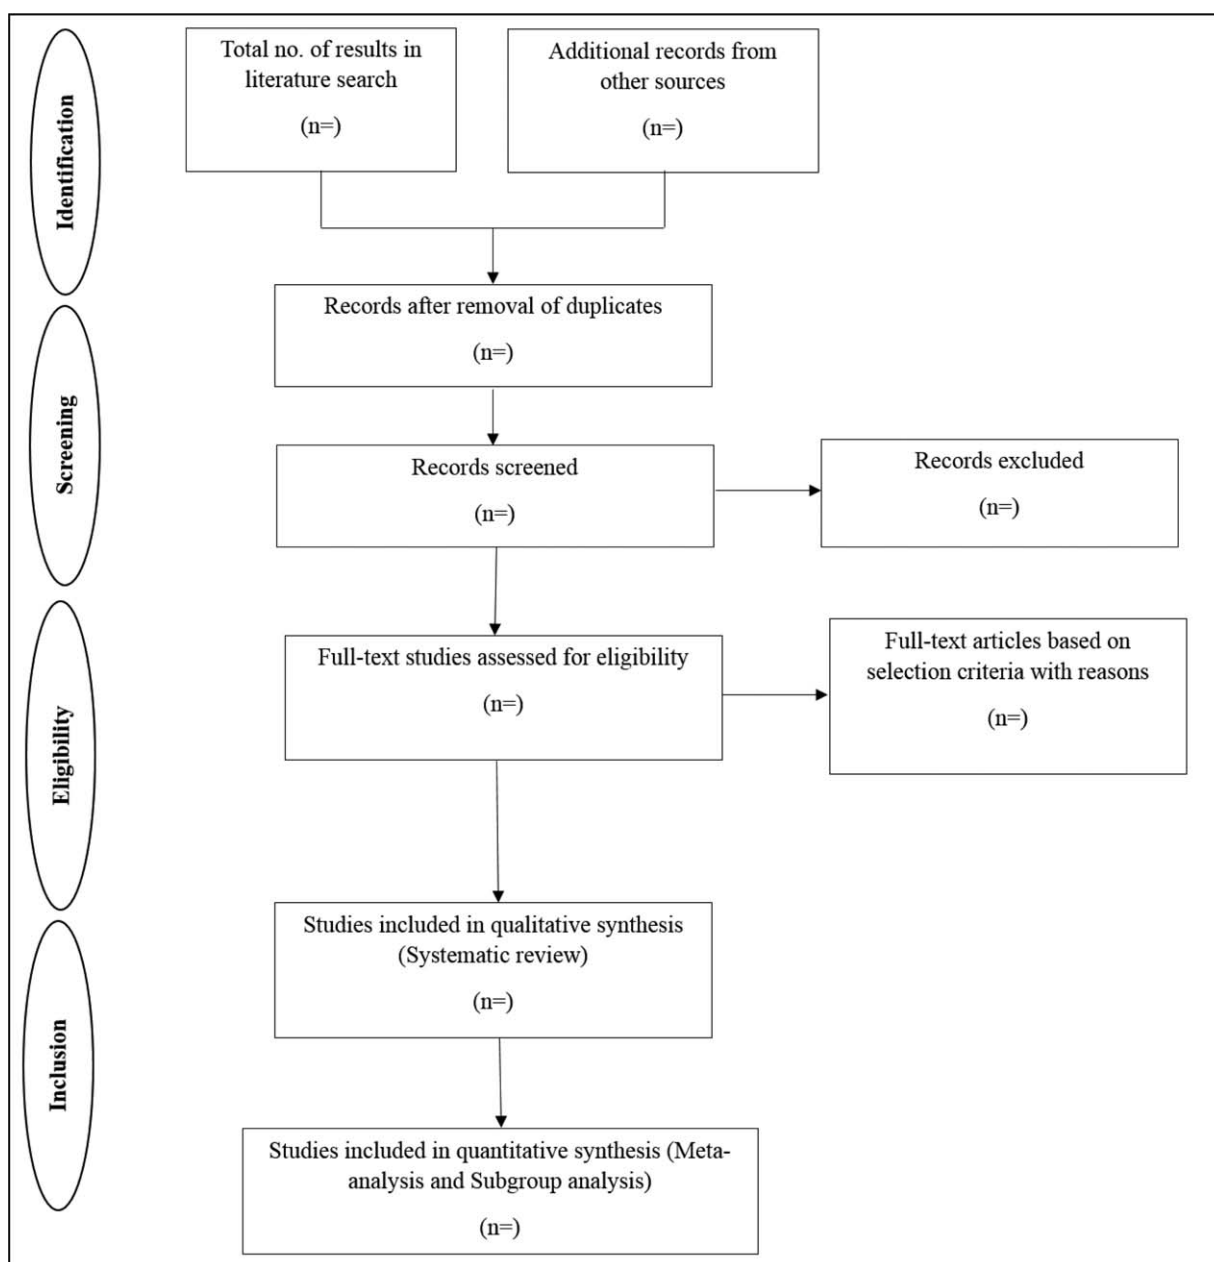 Identification
Total no. of results in
literature search
(n=)
Additional records from
other sources
(n=)
Records after removal of duplicates
(n=)
Screening
Records screened
(n=)
Records excluded
(n=)
Eligibility
Full-text studies assessed for eligibility
(n=)
Full-text articles based on
selection criteria with reasons
(n=)
Inclusion
Studies included in qualitative synthesis
(Systematic review)
(n=)
Studies included in quantitative synthesis (Meta-
analysis and Subgroup analysis)
(n=)